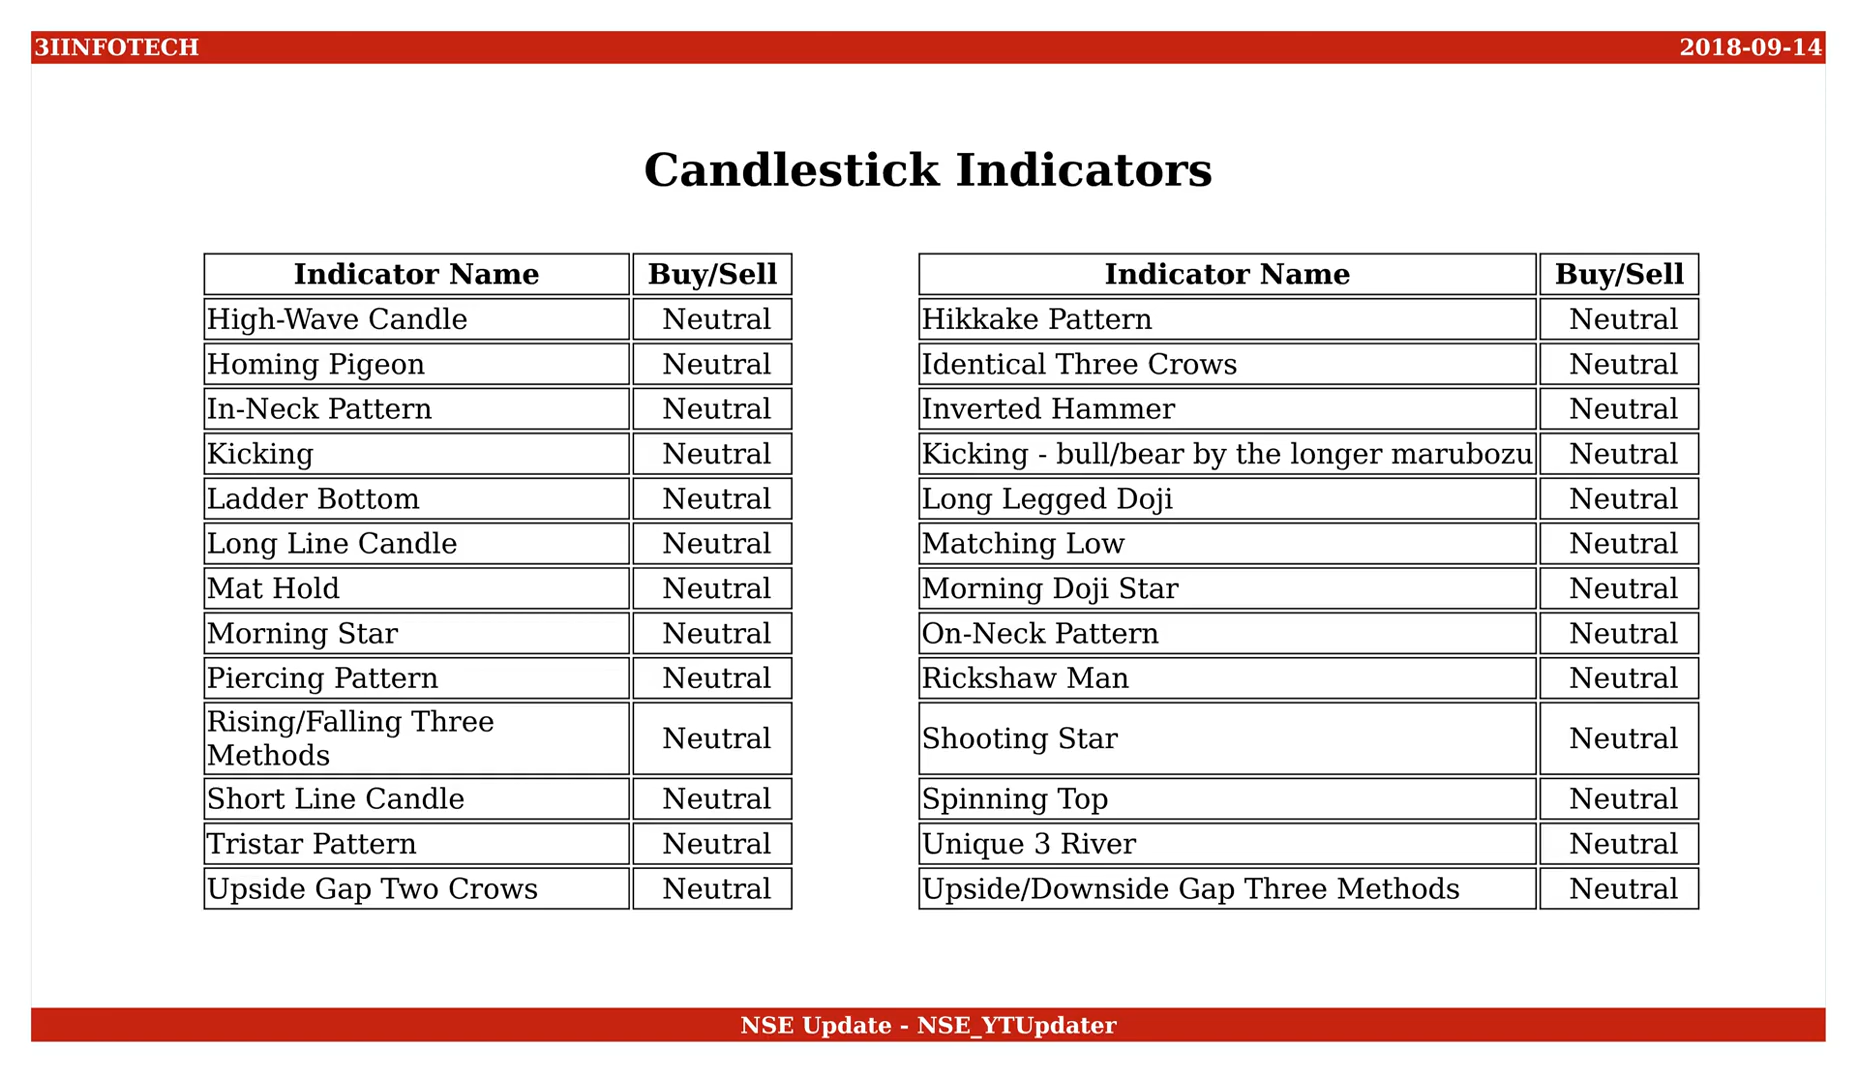 3IINFOTECH 2018-09-14
Candlestick Indicators
Indicator Name Buy/Sell Indicator Name Buy/Sell
High-Wave Candle Neutral Hikkake Pattern Neutral
Homing Pigeon Neutral Identical Three Crows Neutral
In-Neck Pattern Neutral Inverted Hammer Neutral
Kicking Neutral Kicking - bull/bear by the longer marubozu Neutral
Ladder Bottom Neutral Long Legged Doji Neutral
Long Line Candle Neutral Matching Low Neutral
Mat Hold Neutral Morning Doji Star Neutral
Morning Star Neutral On-Neck Pattern Neutral
Piercing Pattern Neutral Rickshaw Man Neutral
Rising/Falling Three
Methods Neutral Shooting Star Neutral
Short Line Candle Neutral Spinning Top Neutral
Tristar Pattern Neutral Unique 3 River Neutral
Upside Gap Two Crows Neutral Upside/Downside Gap Three Methods Neutral
NSE Update - NSE_YTUpdater